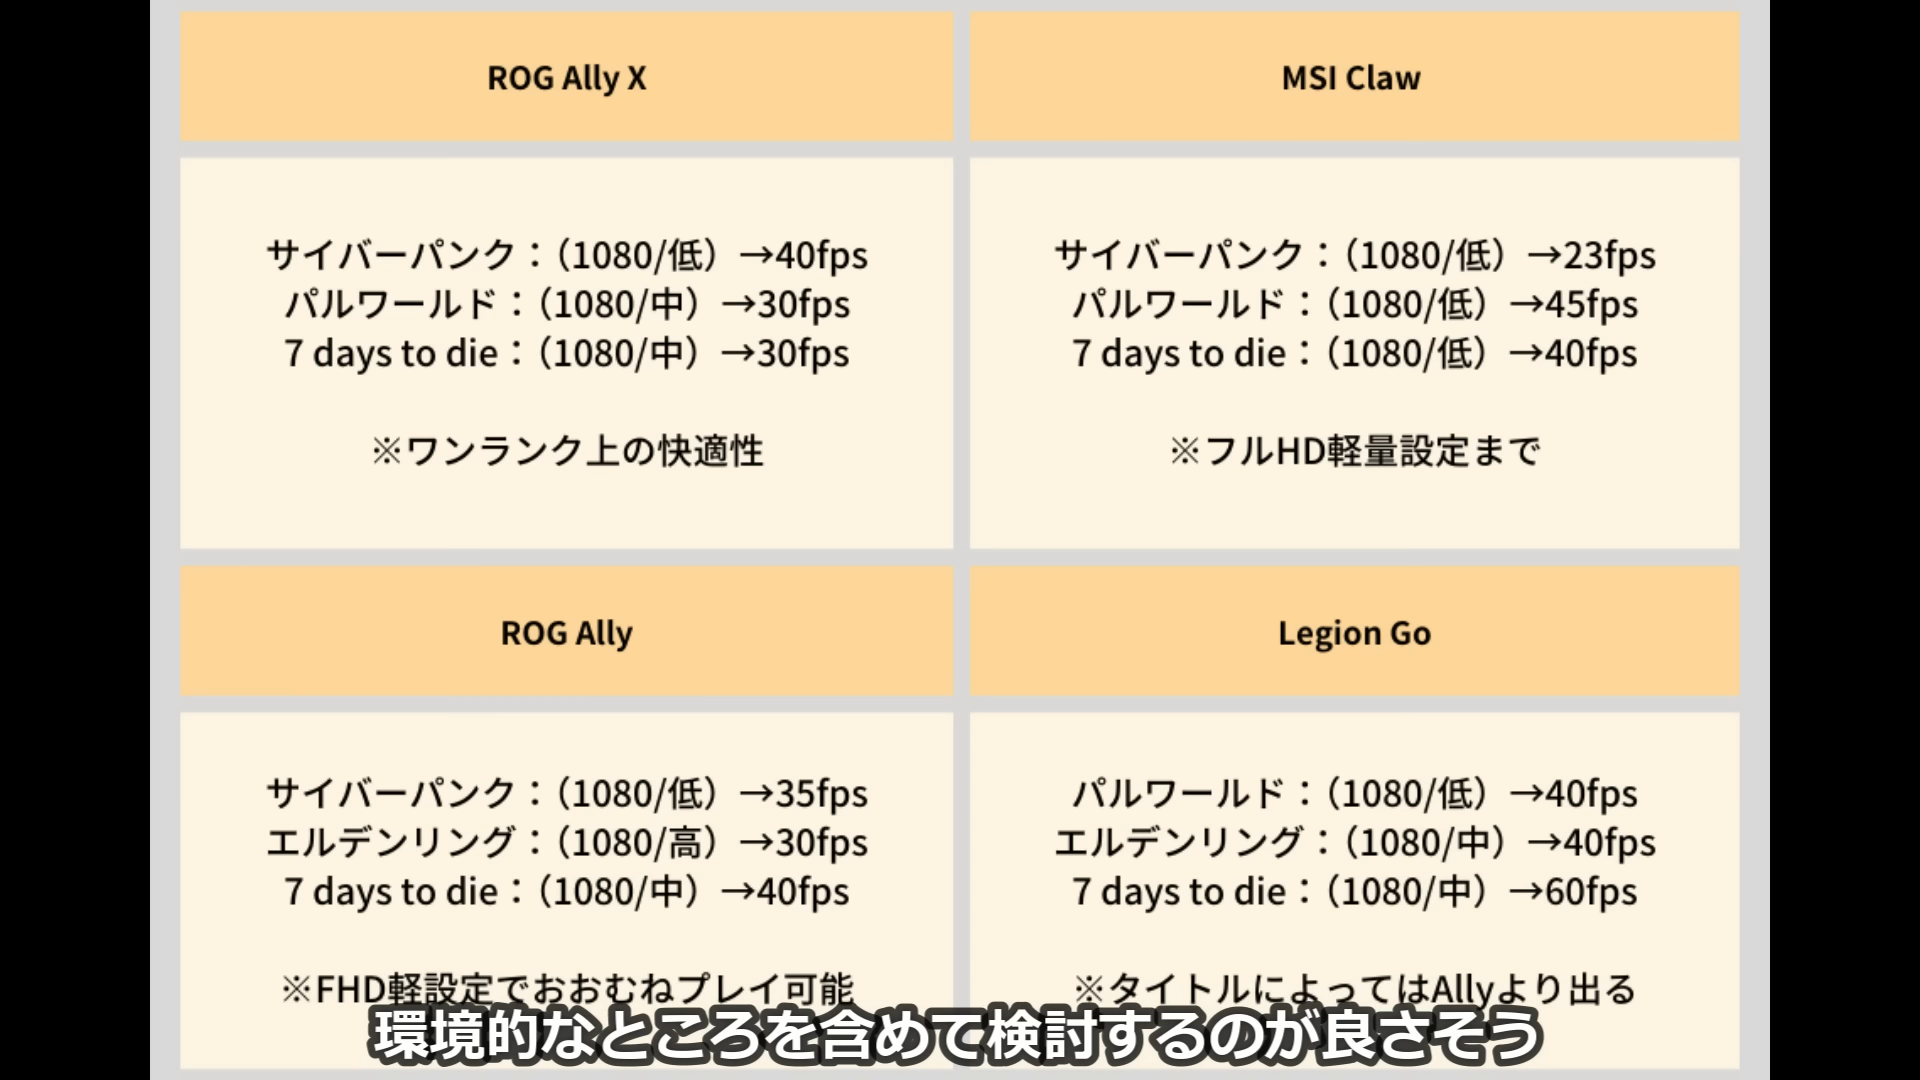 ROG Ally X
サイバーパンク：（1080/低）→40fps
パルワールド：（1080/中）→30fps
7 days to die：（1080/中）→30fps
※ワンランク上の快適性
MSI Claw
サイバーパンク：（1080/低）→23fps
パルワールド：（1080/低）→45fps
7 days to die：（1080/低）→40fps
※フルHD軽量設定まで
ROG Ally
サイバーパンク：（1080/低）→35fps
エルデンリング：（1080/高）→30fps
7 days to die：（1080/中）→40fps
※FHD軽設定でおおむねプレイ可能
Legion Go
パルワールド：（1080/低）→40fps
エルデンリング：（1080/中）→40fps
7 days to die：（1080/中）→60fps
※タイトルによってはAllyより出る
環境的なところを含めて検討するのが良さそう